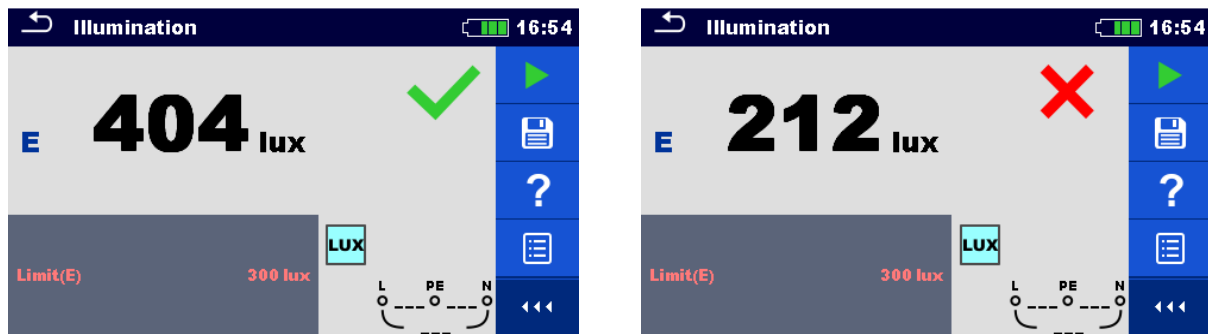 Illumination 16:54
E 404 lux
?
LUX
Limit(E) 300 lux
L PE N
Illumination 16:54
E 212 lux
?
LUX
Limit(E) 300 lux
L PE N